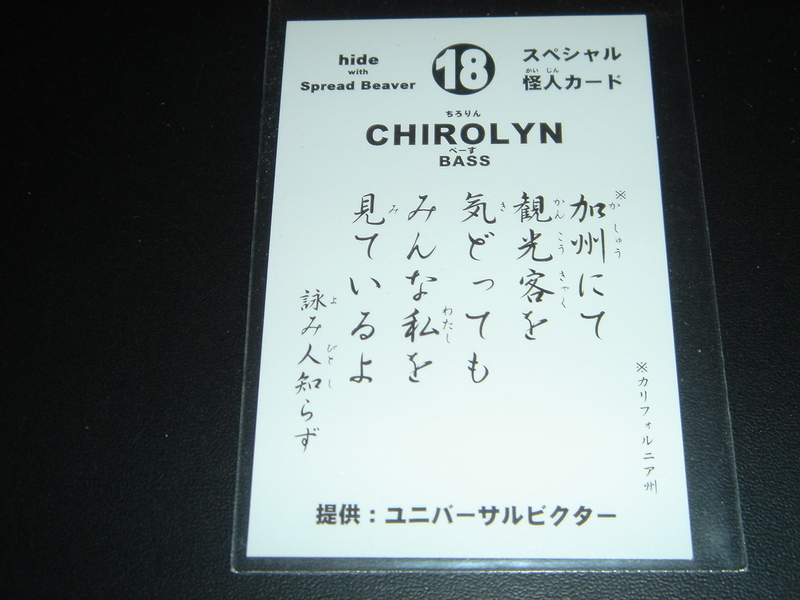 hide
with
Spread Beaver
18
スペシャル
かいじん
怪人カード
ちろりん
CHIROLYN
べーす
BASS
※かしゅう
加州にて
かんこうきゃく
観光客を
き
気どっても
わたし
みんな私を
み
見ているよ
よびとし
詠み人知らず
※カリフォルニア州
提供：ユニバーサルビクター